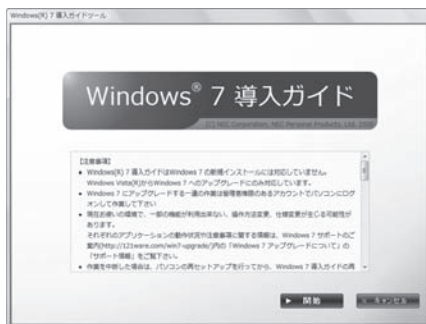 Windows(R) 7 導入ガイドツール
Windows® 7 導入ガイド
(C) NEC Corporation, NEC Personal Products, Ltd. 2009
【注意事項】
● Windows(R) 7 導入ガイドはWindows 7 の新規インストールには対応していません。
Windows Vista(R)からWindows 7 へのアップグレードにのみ対応しています。
● Windows 7 にアップグレードする一連の作業は管理者権限のあるアカウントでパソコンにログ
オンして作業して下さい
● 現在お使いの環境で、一部の機能が利用出来ない、操作方法変更、仕様変更が生じる可能性が
あります。
それぞれのアプリケーションの動作状況や注意事項に関する情報は、Windows 7 サポートのご
案内(http://121ware.com/win7-upgrade/)内の「Windows 7 アップグレードについて」の
「サポート情報」をご覧下さい。
● 作業を中断した場合は、パソコンの再セットアップを行ってから、Windows 7 導入ガイドの再
▶ 開始
× キャンセル